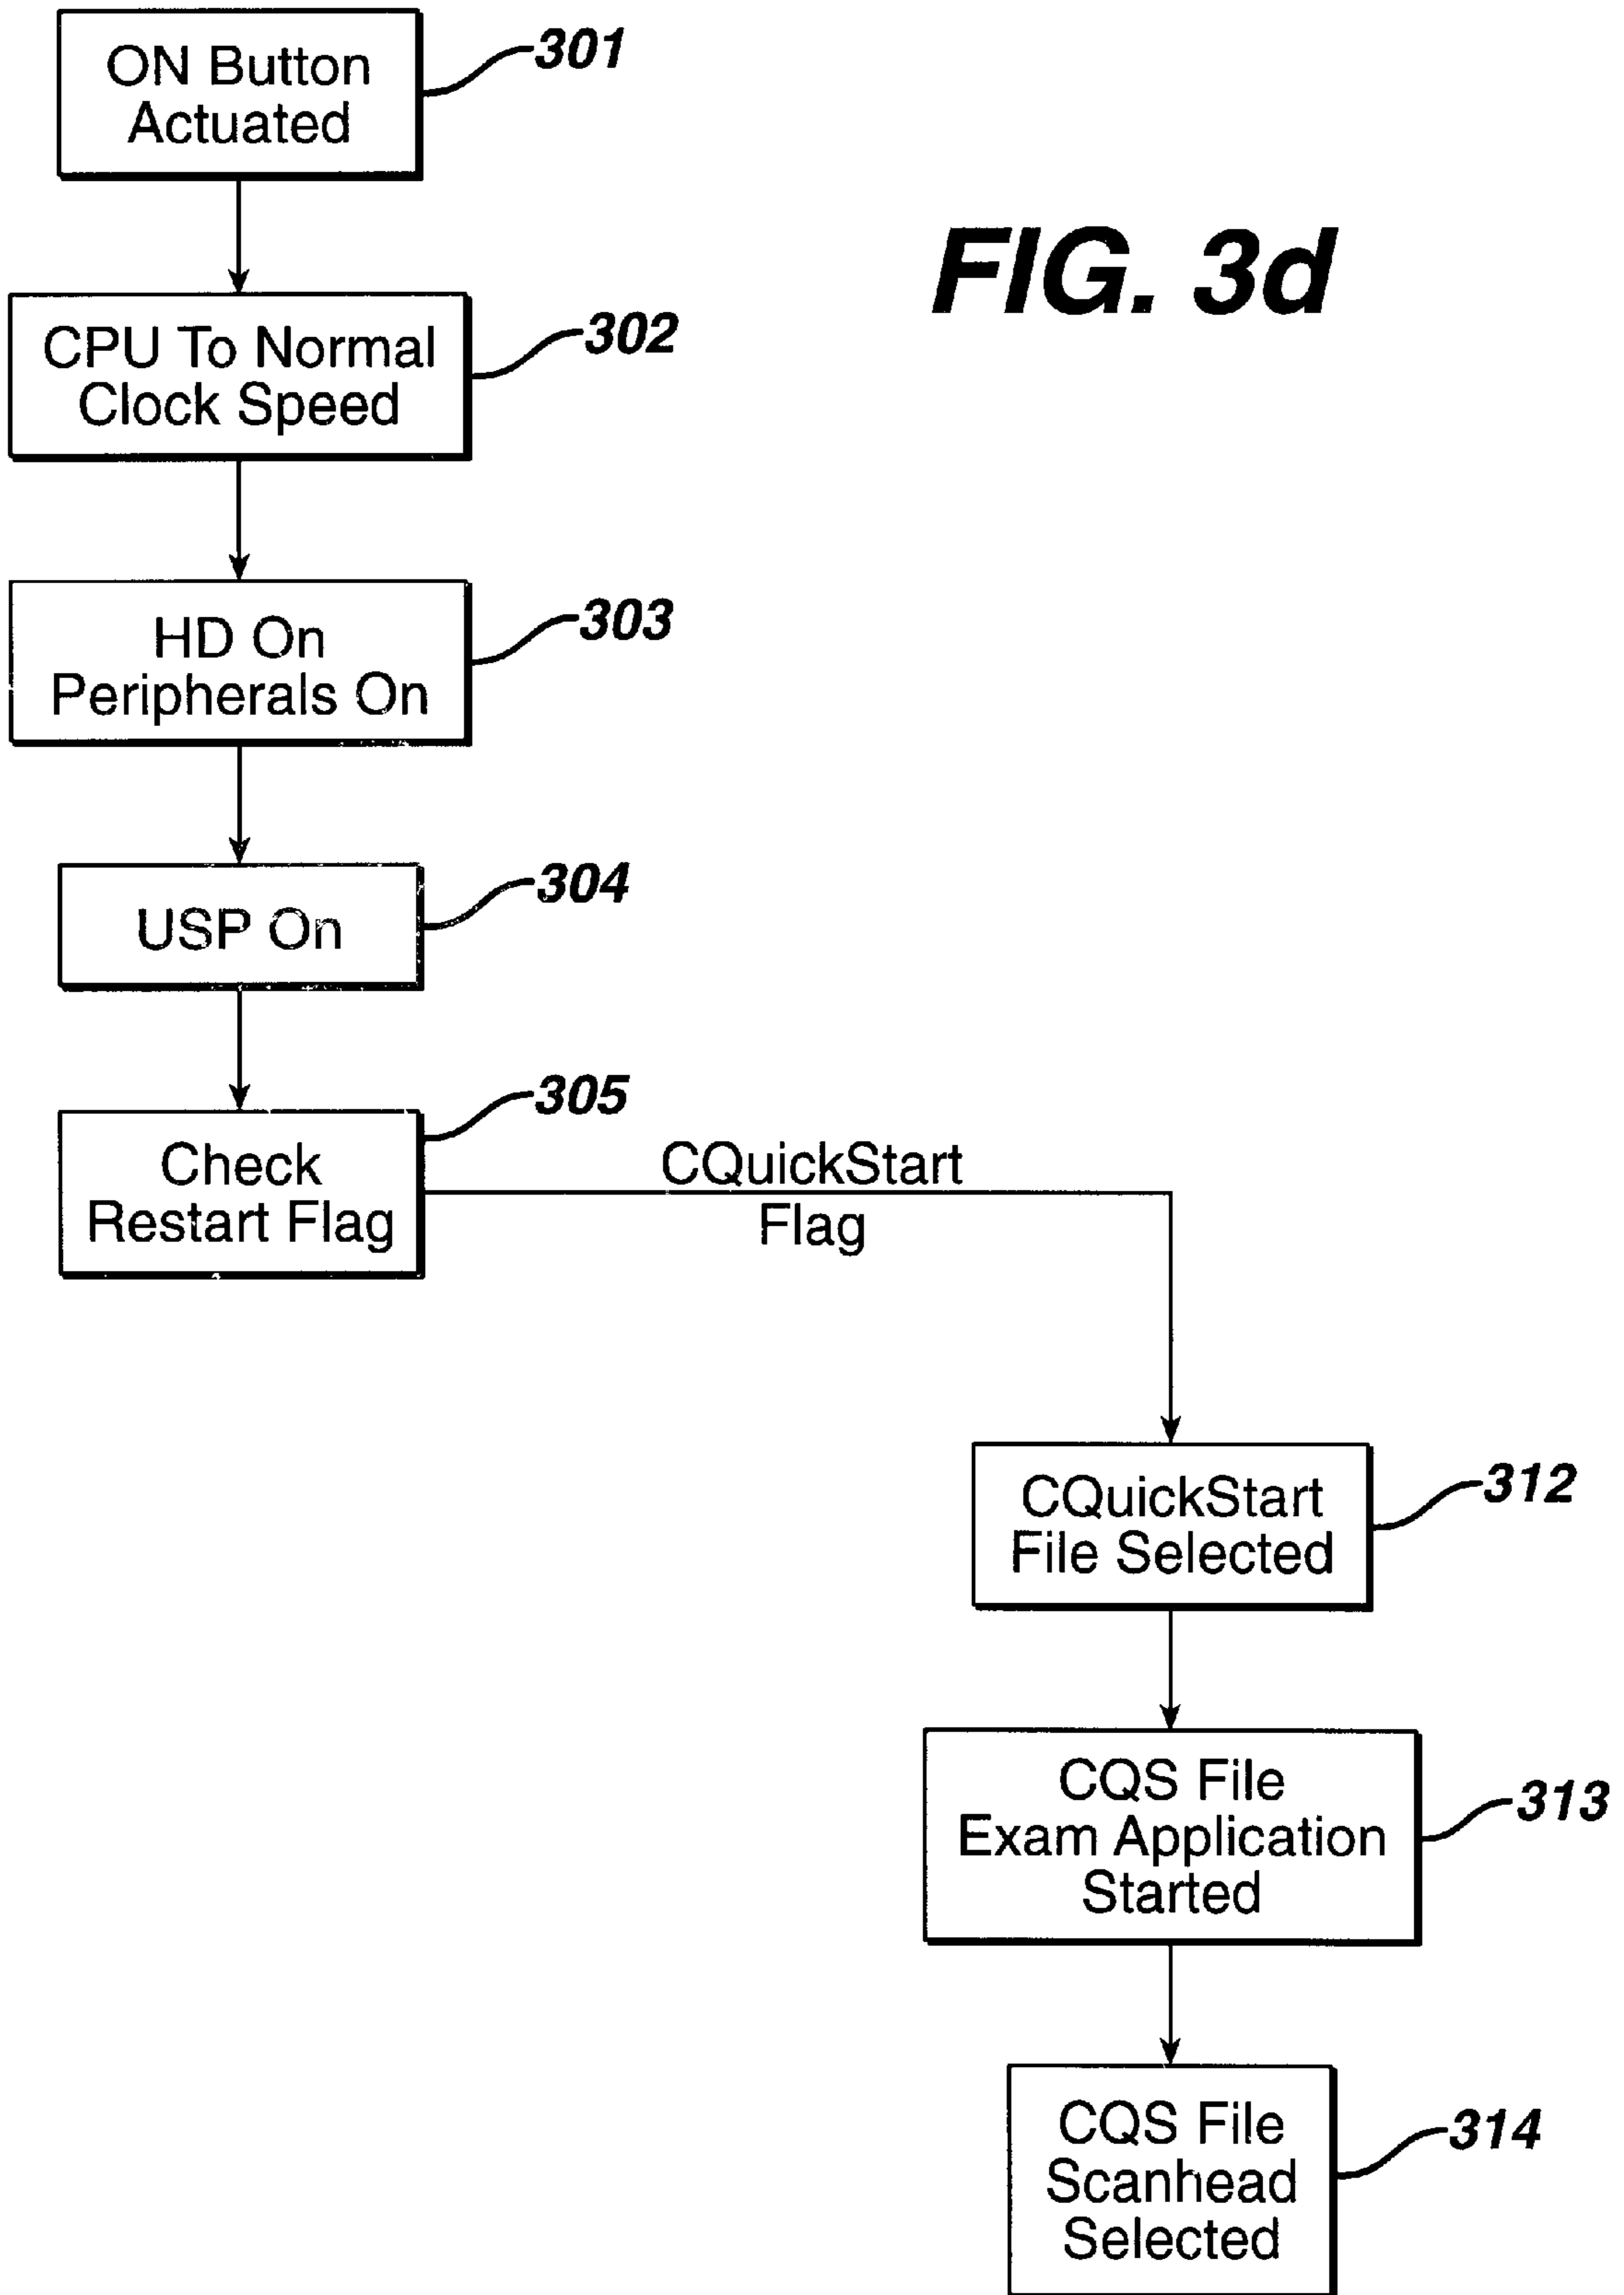 ON Button
Actuated
301
FIG. 3d
CPU To Normal
Clock Speed
302
HD On
Peripherals On
303
USP On
304
Check
Restart Flag
305
CQuickStart
Flag
CQuickStart
File Selected
312
CQS File
Exam Application
Started
313
CQS File
Scanhead
Selected
314